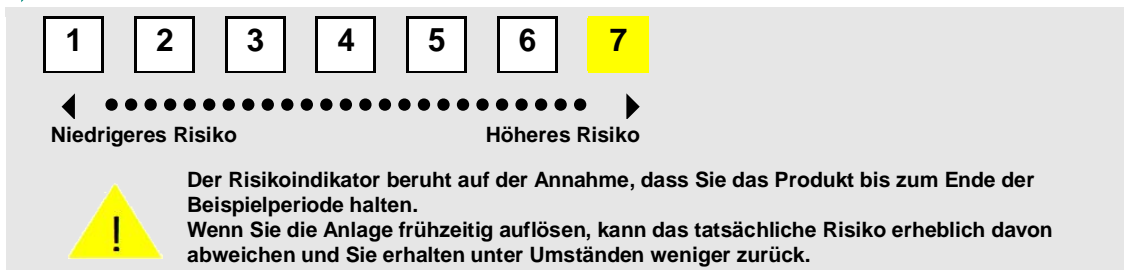 1 2 3 4 5 6 7
Niedrigeres Risiko Höheres Risiko
Der Risikoindikator beruht auf der Annahme, dass Sie das Produkt bis zum Ende der
Beispielperiode halten.
!
Wenn Sie die Anlage frühzeitig auflösen, kann das tatsächliche Risiko erheblich davon
abweichen und Sie erhalten unter Umständen weniger zurück.